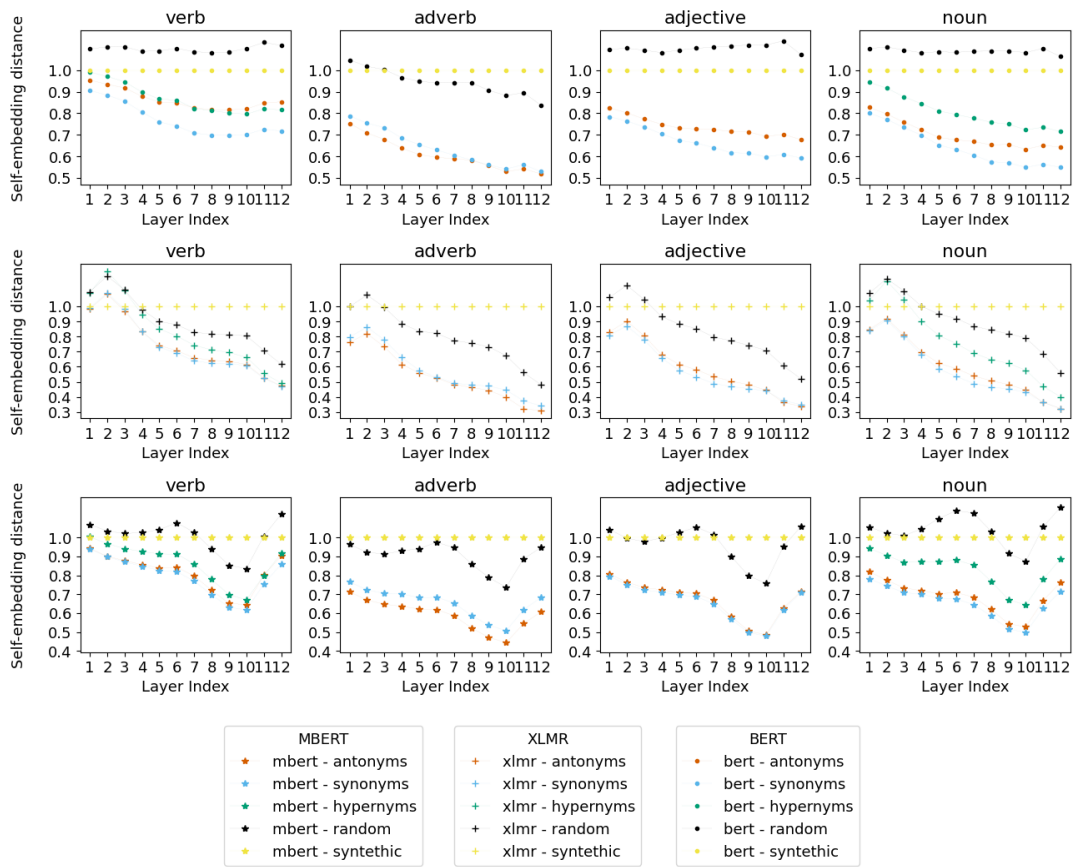 verb adverb adjective noun
Self-embedding distance
1.0
0.9
0.8
0.7
0.6
0.5
1.0
0.9
0.8
0.7
0.6
0.5
1.0
0.9
0.8
0.7
0.6
0.5
1.0
0.9
0.8
0.7
0.6
0.5
1 2 3 4 5 6 7 8 9 10 11 12 1 2 3 4 5 6 7 8 9 10 11 12 1 2 3 4 5 6 7 8 9 10 11 12 1 2 3 4 5 6 7 8 9 10 11 12
Layer Index Layer Index Layer Index Layer Index
verb adverb adjective noun
Self-embedding distance
1.0
0.9
0.8
0.7
0.6
0.5
0.4
0.3
1.0
0.9
0.8
0.7
0.6
0.5
0.4
0.3
1.0
0.9
0.8
0.7
0.6
0.5
0.4
0.3
1.0
0.9
0.8
0.7
0.6
0.5
0.4
0.3
1 2 3 4 5 6 7 8 9 10 11 12 1 2 3 4 5 6 7 8 9 10 11 12 1 2 3 4 5 6 7 8 9 10 11 12 1 2 3 4 5 6 7 8 9 10 11 12
Layer Index Layer Index Layer Index Layer Index
verb adverb adjective noun
Self-embedding distance
1.0
0.9
0.8
0.7
0.6
0.5
0.4
1.0
0.9
0.8
0.7
0.6
0.5
0.4
1.0
0.9
0.8
0.7
0.6
0.5
0.4
1.0
0.9
0.8
0.7
0.6
0.5
0.4
1 2 3 4 5 6 7 8 9 10 11 12 1 2 3 4 5 6 7 8 9 10 11 12 1 2 3 4 5 6 7 8 9 10 11 12 1 2 3 4 5 6 7 8 9 10 11 12
Layer Index Layer Index Layer Index Layer Index
MBERT
mbert - antonyms
mbert - synonyms
mbert - hypernyms
mbert - random
mbert - syntethic
XLMR
xlmr - antonyms
xlmr - synonyms
xlmr - hypernyms
xlmr - random
xlmr - syntethic
BERT
bert - antonyms
bert - synonyms
bert - hypernyms
bert - random
bert - syntethic